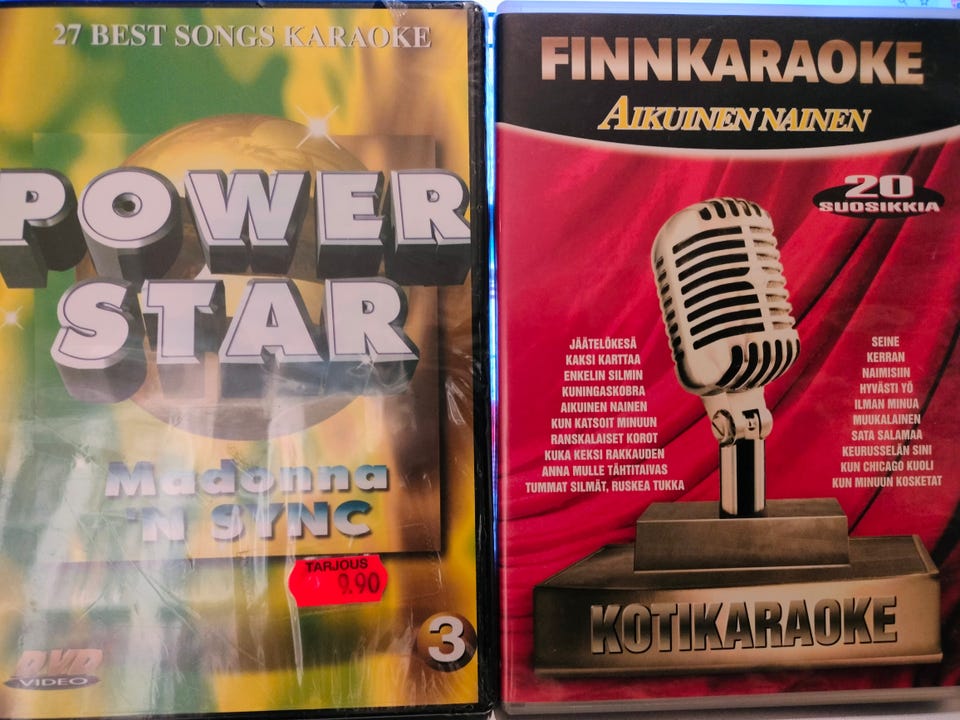 27 BEST SONGS KARAOKE
POWER
STAR
Madonna
'N SYNC
TARJOUS
9.90
3
DVD
VIDEO
FINNKARAOKE
AIKUINEN NAINEN
20
SUOSIKKIA
JÄÄTELÖKESÄ
KAKSI KARTTAA
ENKELIN SILMIN
KUNINGASKOBRA
AIKUINEN NAINEN
KUN KATSOIT MINUUN
RANSKALAISET KOROT
KUKA KEKSI RAKKAUDEN
ANNA MULLE TÄHTITAIVAS
TUMMAT SILMÄT, RUSKEA TUKKA
SEINE
KERRAN
NAIMISIIN
HYVÄSTI YÖ
ILMAN MINUA
MUUKALAINEN
SATA SALAMAA
KEURUSSELÄN SINI
KUN CHICAGO KUOLI
KUN MINUUN KOSKETAT
KOTIKARAOKE